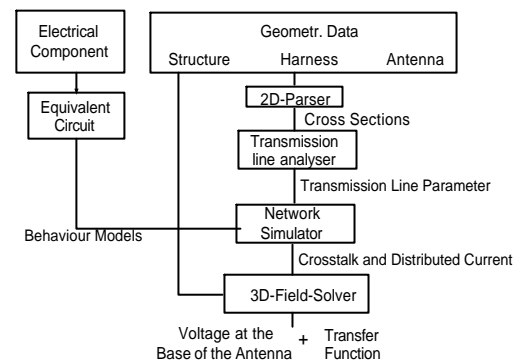 Electrical
Component
Geometr. Data
Structure Harness Antenna
Equivalent
Circuit
2D-Parser
Cross Sections
Transmission
line analyser
Transmission Line Parameter
Network
Simulator
Behaviour Models
Crosstalk and Distributed Current
3D-Field-Solver
Voltage at the
Base of the Antenna
+
Transfer
Function